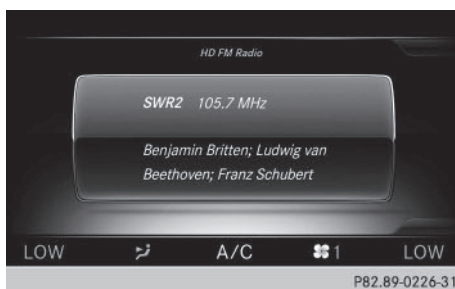 HD FM Radio
SWR2 105.7 MHz
Benjamin Britten; Ludwig van
Beethoven; Franz Schubert
LOW A/C 1 LOW
P82.89-0226-31